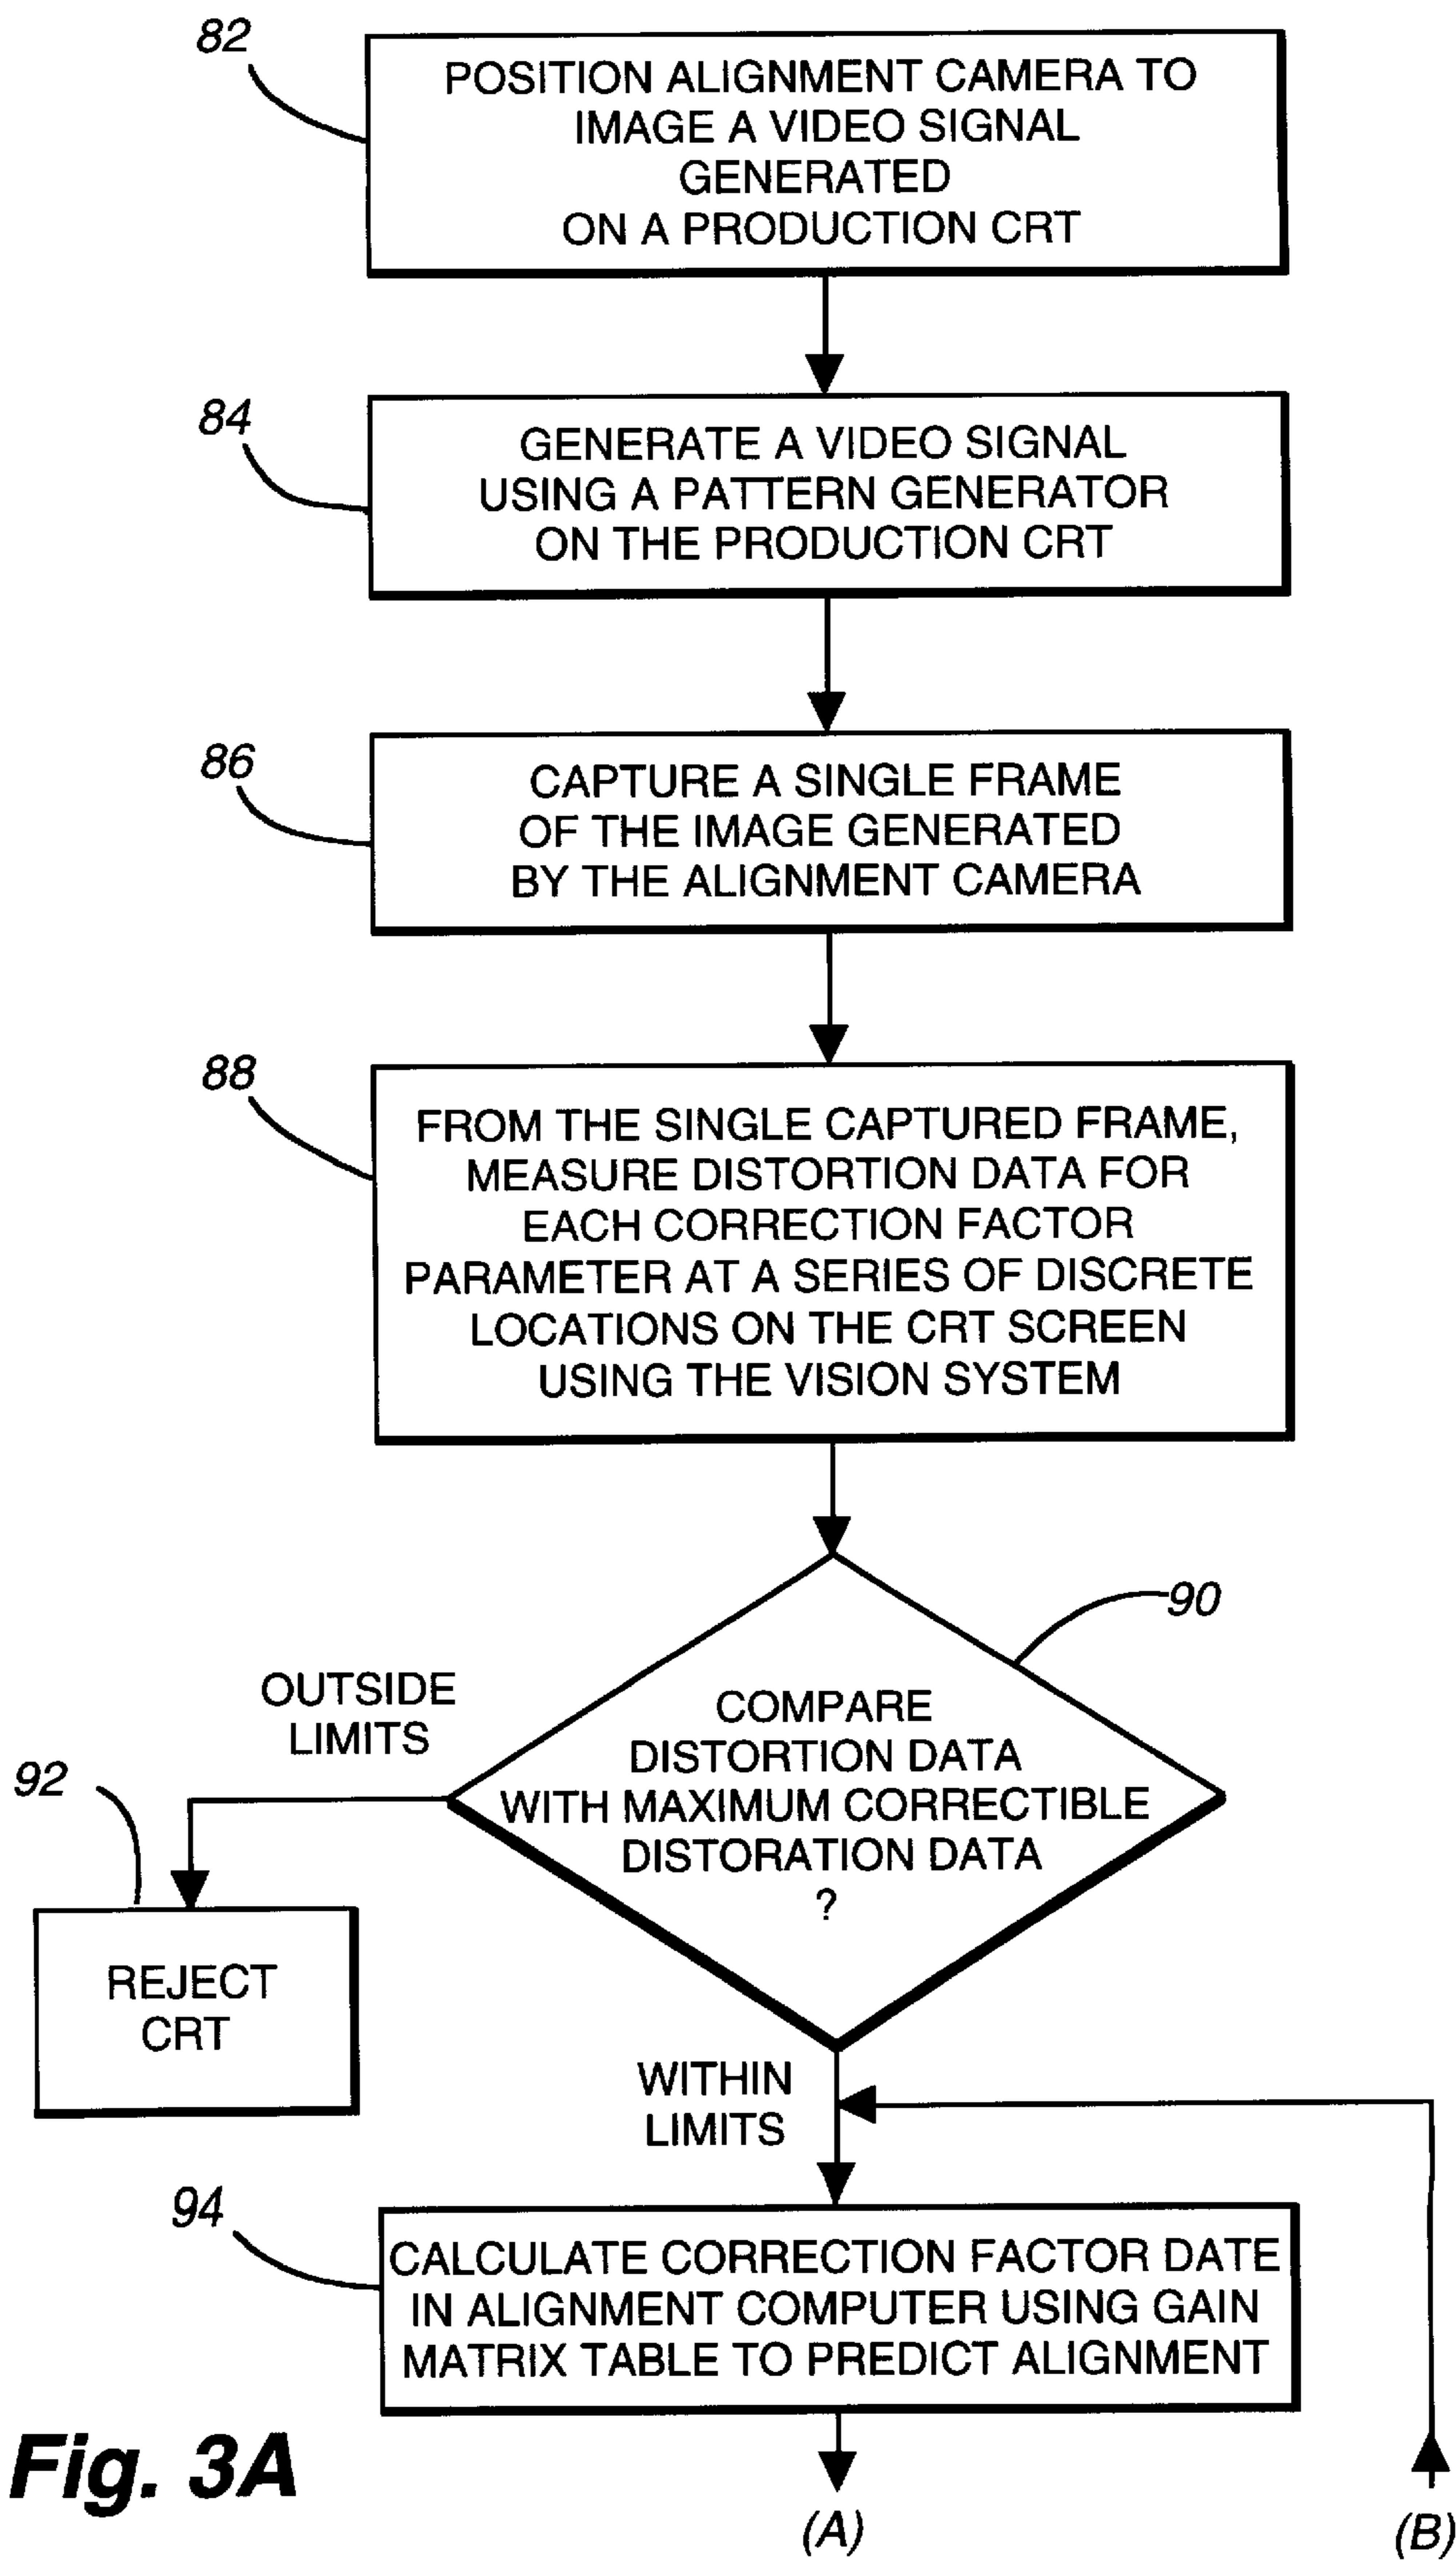 82
POSITION ALIGNMENT CAMERA TO
IMAGE A VIDEO SIGNAL
GENERATED
ON A PRODUCTION CRT
84
GENERATE A VIDEO SIGNAL
USING A PATTERN GENERATOR
ON THE PRODUCTION CRT
86
CAPTURE A SINGLE FRAME
OF THE IMAGE GENERATED
BY THE ALIGNMENT CAMERA
88
FROM THE SINGLE CAPTURED FRAME,
MEASURE DISTORTION DATA FOR
EACH CORRECTION FACTOR
PARAMETER AT A SERIES OF DISCRETE
LOCATIONS ON THE CRT SCREEN
USING THE VISION SYSTEM
90
COMPARE
DISTORTION DATA
WITH MAXIMUM CORRECTIBLE
DISTORATION DATA
?
OUTSIDE
LIMITS
92
REJECT
CRT
WITHIN
LIMITS
94
CALCULATE CORRECTION FACTOR DATE
IN ALIGNMENT COMPUTER USING GAIN
MATRIX TABLE TO PREDICT ALIGNMENT
Fig. 3A
(A)
(B)